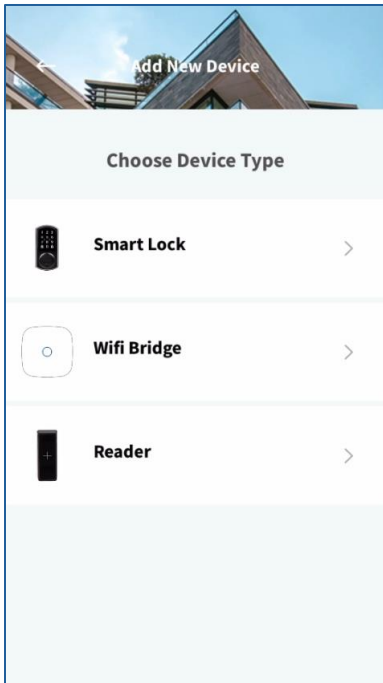 Add New Device
Choose Device Type
Smart Lock
Wifi Bridge
Reader